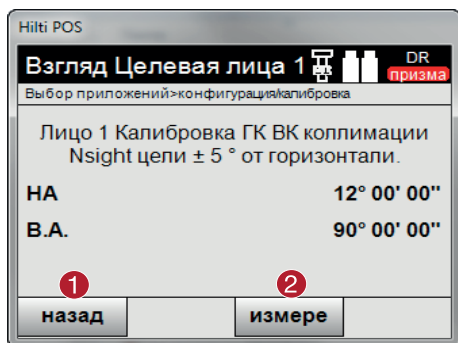 Hilti POS
Взгляд Целевая лица 1
DR
призма
Выбор приложений>конфигурация/калибровка
Лицо 1 Калибровка ГК ВК коллимации
Nsight цели ± 5 ° от горизонтали.
НА 12° 00' 00"
В.А. 90° 00' 00"
1 2
назад измере